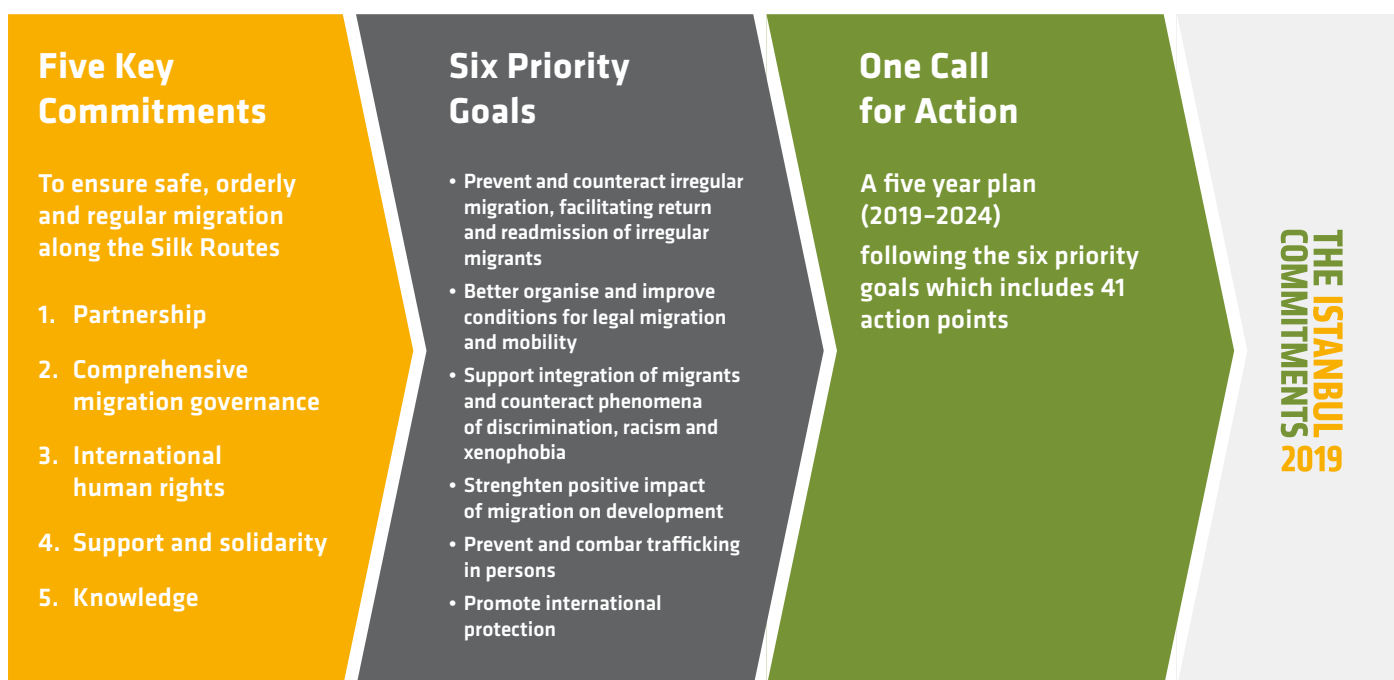 Five Key
Commitments
To ensure safe, orderly
and regular migration
along the Silk Routes
1. Partnership
2. Comprehensive
migration governance
3. International
human rights
4. Support and solidarity
5. Knowledge
Six Priority
Goals
• Prevent and counteract irregular
migration, facilitating return
and readmission of irregular
migrants
• Better organise and improve
conditions for legal migration
and mobility
• Support integration of migrants
and counteract phenomena
of discrimination, racism and
xenophobia
• Strenghten positive impact
of migration on development
• Prevent and combar trafficking
in persons
• Promote international
protection
One Call
for Action
A five year plan
(2019–2024)
following the six priority
goals which includes 41
action points
THE ISTANBUL
COMMITMENTS
2019